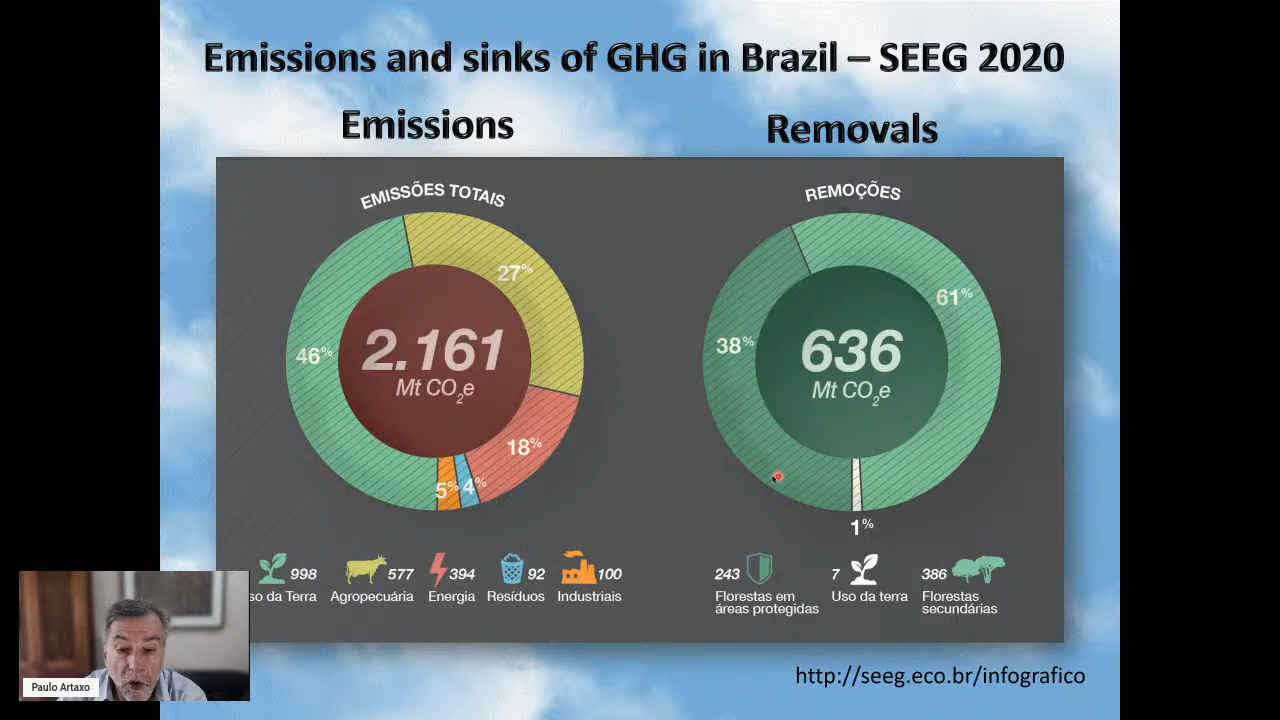 Emissions and sinks of GHG in Brazil – SEEG 2020
Emissions
Removals
EMISSÕES TOTAIS
27%
46%
2.161
Mt CO2e
18%
5%
4%
REMOÇÕES
61%
38%
636
Mt CO2e
1%
998
so da Terra
577
Agropecuária
394
Energia
92
Resíduos
100
Industriais
243
Florestas em
áreas protegidas
7
Uso da terra
386
Florestas
secundárias
Paulo Artaxo
http://seeg.eco.br/infografico